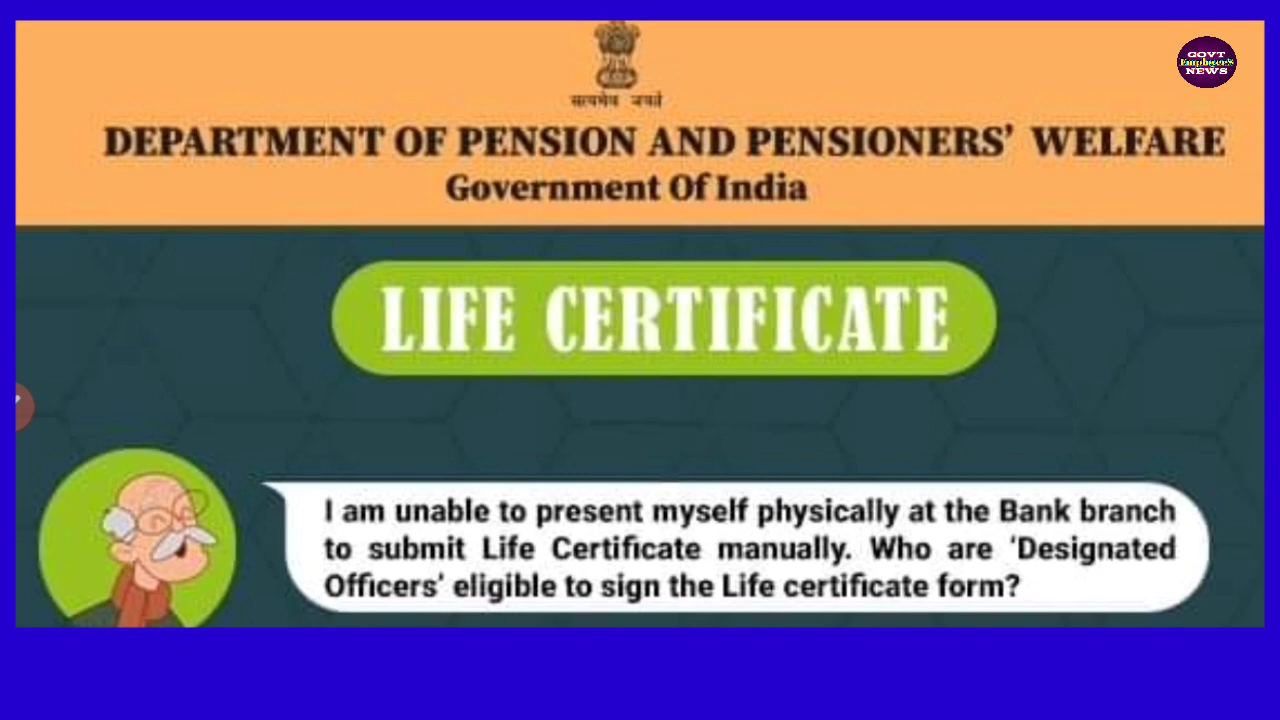 GOVT
Employee's
NEWS
सत्यमेव जयते
DEPARTMENT OF PENSION AND PENSIONERS’ WELFARE
Government Of India
LIFE CERTIFICATE
I am unable to present myself physically at the Bank branch
to submit Life Certificate manually. Who are ‘Designated
Officers’ eligible to sign the Life certificate form?